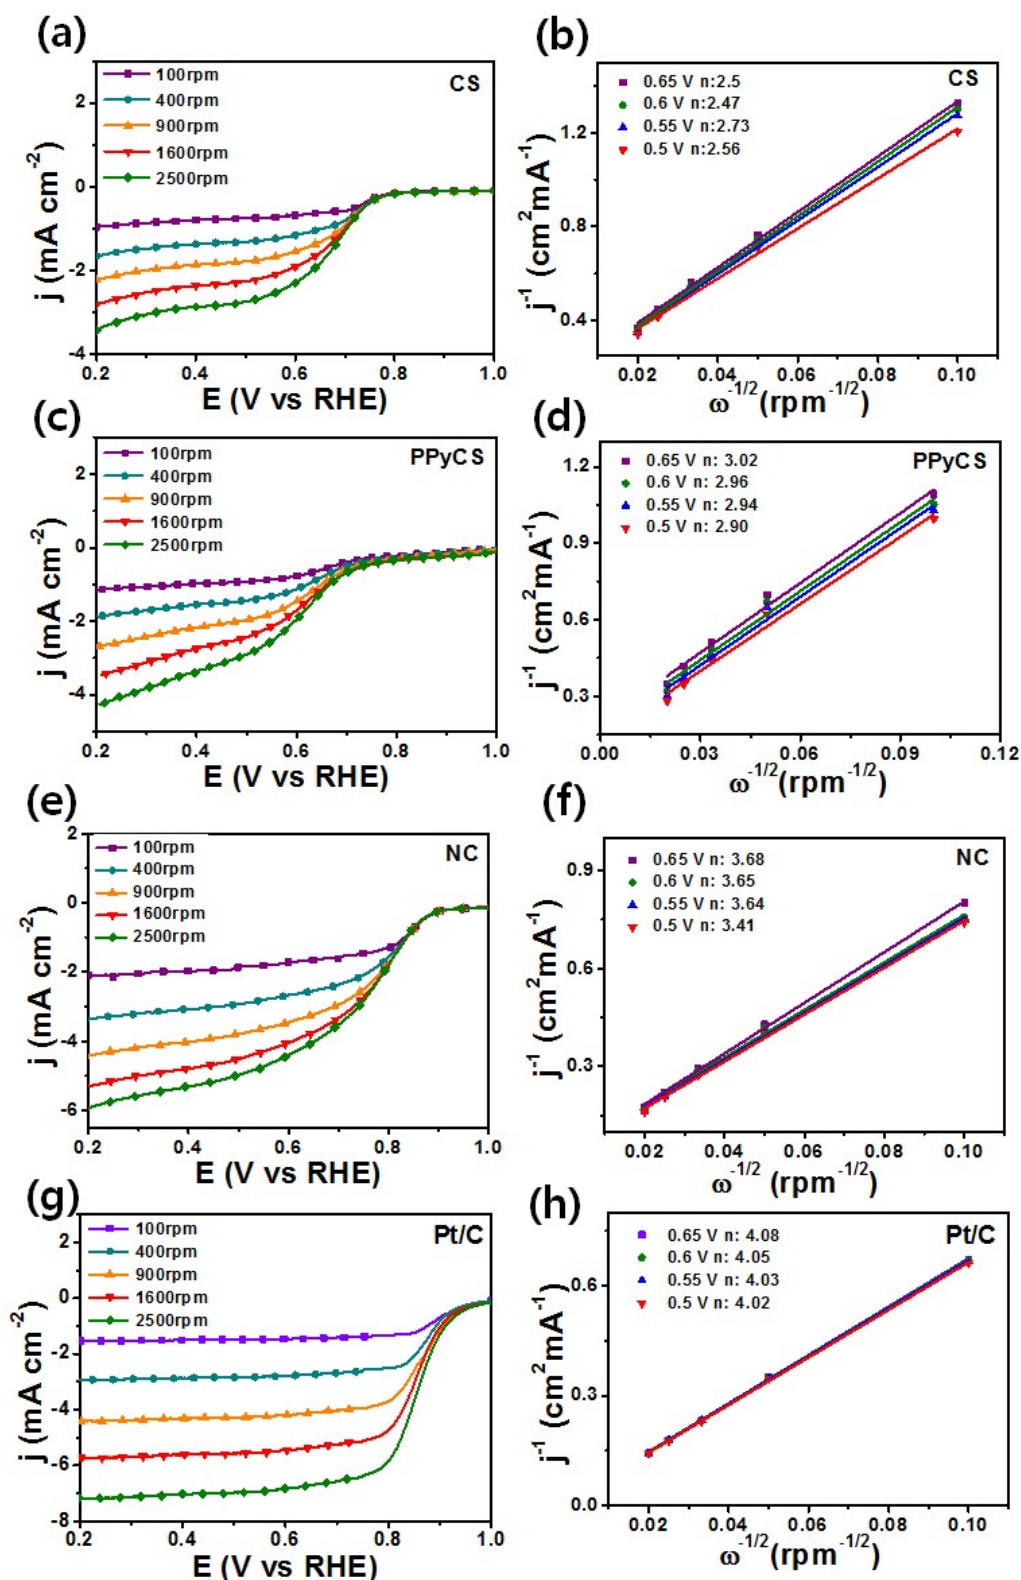 (a)
100rpm
400rpm
900rpm
1600rpm
2500rpm
CS
2
0
-2
-4
j (mA cm-2)
0.2 0.4 0.6 0.8 1.0
E (V vs RHE)
(b)
0.65 V n:2.5
0.6 V n:2.47
0.55 V n:2.73
0.5 V n:2.56
CS
1.2
0.8
0.4
j-1 (cm2mA-1)
0.02 0.04 0.06 0.08 0.10
ω-1/2(rpm-1/2)
(c)
100rpm
400rpm
900rpm
1600rpm
2500rpm
PPyCS
2
0
-2
-4
j (mA cm-2)
0.2 0.4 0.6 0.8 1.0
E (V vs RHE)
(d)
0.65 V n: 3.02
0.6 V n: 2.96
0.55 V n: 2.94
0.5 V n: 2.90
PPyCS
1.2
0.9
0.6
0.3
j-1 (cm2mA-1)
0.00 0.03 0.06 0.09 0.12
ω-1/2(rpm-1/2)
(e)
100rpm
400rpm
900rpm
1600rpm
2500rpm
NC
2
0
-2
-4
-6
j (mA cm-2)
0.2 0.4 0.6 0.8 1.0
E (V vs RHE)
(f)
0.65 V n: 3.68
0.6 V n: 3.65
0.55 V n: 3.64
0.5 V n: 3.41
NC
0.9
0.6
0.3
j-1 (cm2mA-1)
0.02 0.04 0.06 0.08 0.10
ω-1/2 (rpm-1/2)
(g)
100rpm
400rpm
900rpm
1600rpm
2500rpm
Pt/C
2
0
-2
-4
-6
-8
j (mA cm-2)
0.2 0.4 0.6 0.8 1.0
E (V vs RHE)
(h)
0.65 V n: 4.08
0.6 V n: 4.05
0.55 V n: 4.03
0.5 V n: 4.02
Pt/C
0.6
0.3
0.0
j-1 (cm2mA-1)
0.02 0.04 0.06 0.08 0.10
ω-1/2(rpm-1/2)